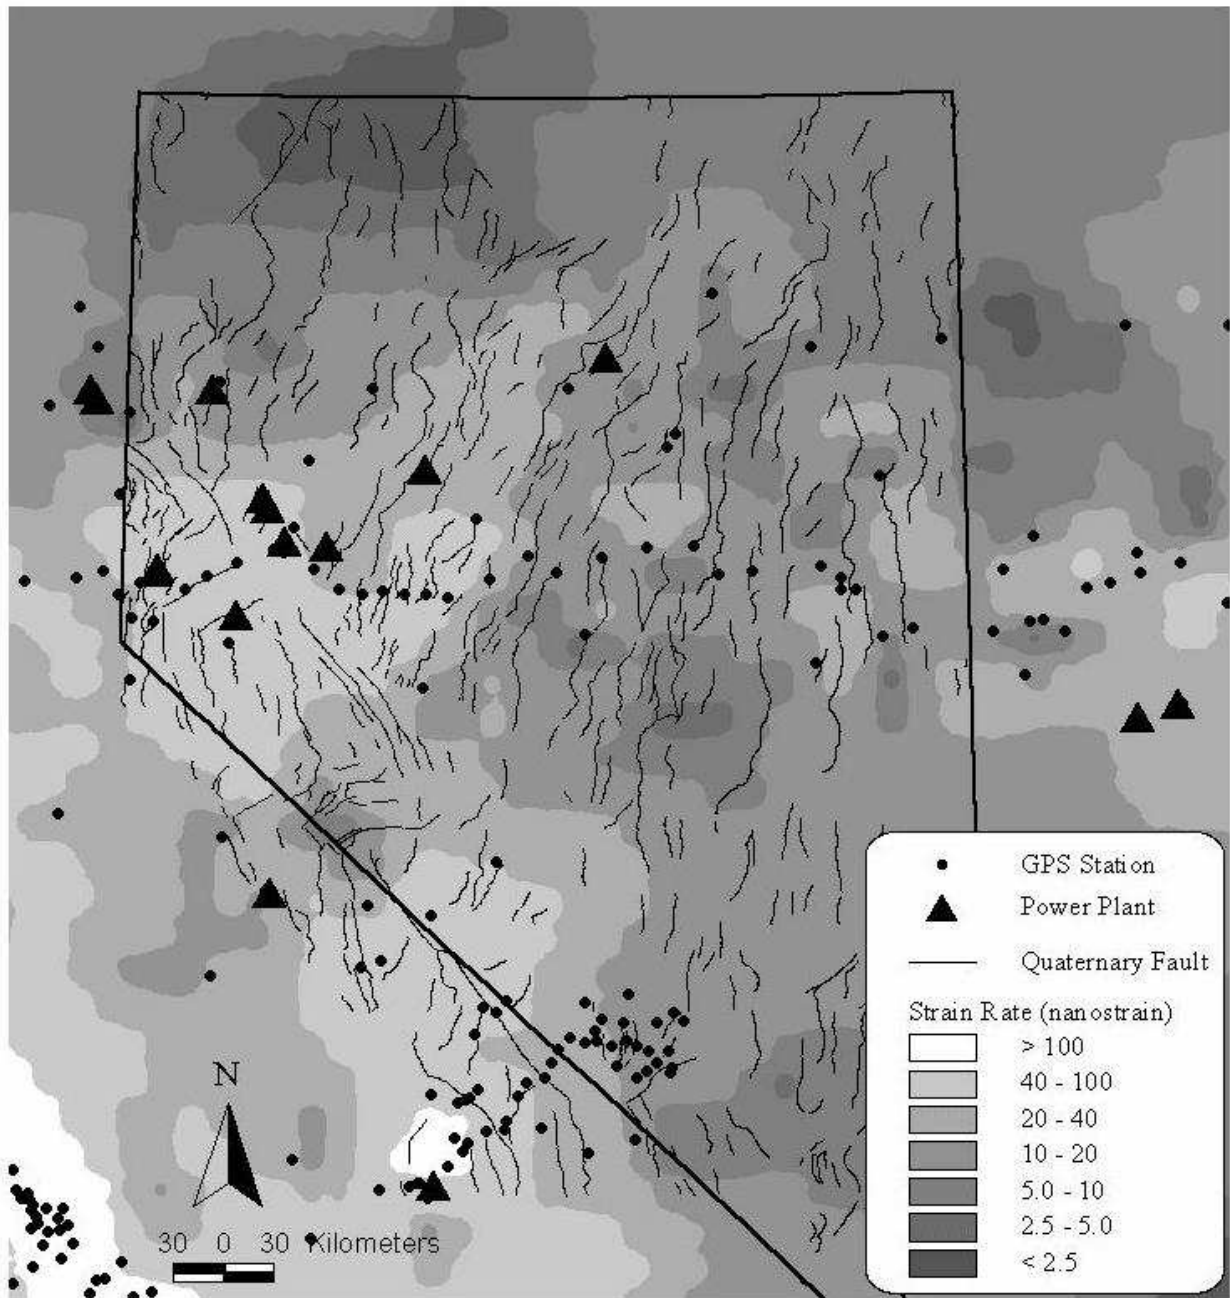 GPS Station
Power Plant
Quaternary Fault
Strain Rate (nanostrain)
> 100
40 - 100
20 - 40
10 - 20
5.0 - 10
2.5 - 5.0
< 2.5
N
30 0 30 Kilometers